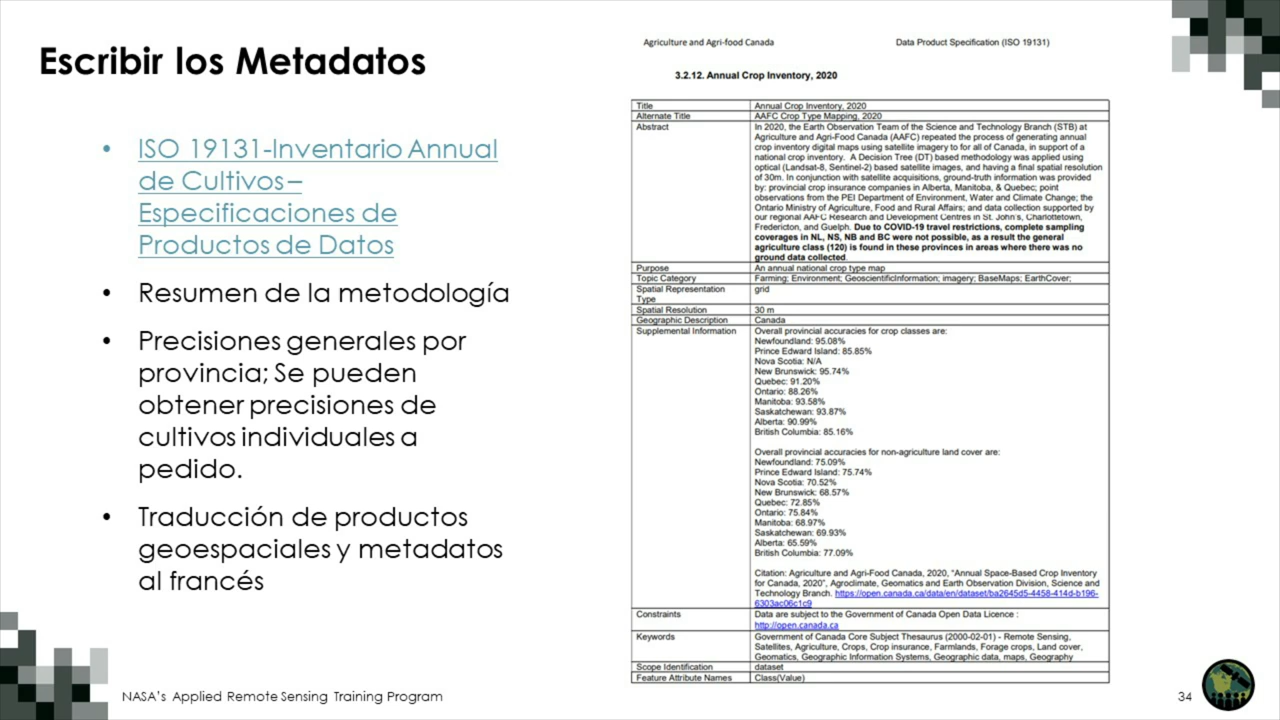 Escribir los Metadatos
• ISO 19131-Inventario Annual
de Cultivos –
Especificaciones de
Productos de Datos
• Resumen de la metodología
• Precisiones generales por
provincia; Se pueden
obtener precisiones de
cultivos individuales a
pedido.
• Traducción de productos
geoespaciales y metadatos
al francés
Agriculture and Agri-food Canada Data Product Specification (ISO 19131)
3.2.12. Annual Crop Inventory, 2020
Title Annual Crop Inventory, 2020
Alternate Title AAFC Crop Type Mapping, 2020
Abstract In 2020, the Earth Observation Team of the Science and Technology Branch (STB) at
Agriculture and Agri-Food Canada (AAFC) repeated the process of generating annual
crop inventory digital maps using satellite imagery to for all of Canada, in support of a
national crop inventory. A Decision Tree (DT) based methodology was applied using
optical (Landsat-8, Sentinel-2) based satellite images, and having a final spatial resolution
of 30m. In conjunction with satellite acquisitions, ground-truth information was provided
by: provincial crop insurance companies in Alberta, Manitoba, & Quebec; point
observations from the PEI Department of Environment, Water and Climate Change; the
Ontario Ministry of Agriculture, Food and Rural Affairs; and data collection supported by
our regional AAFC Research and Development Centres in St. John's, Charlottetown,
Fredericton, and Guelph. Due to COVID-19 travel restrictions, complete sampling
coverages in NL, NS, NB and BC were not possible, as a result the general
agriculture class (120) is found in these provinces in areas where there was no
ground data collected.
Purpose An annual national crop type map
Topic Category Farming; Environment; GeoscientificInformation; imagery; BaseMaps; EarthCover;
Spatial Representation grid
Type
Spatial Resolution 30 m
Geographic Description Canada
Supplemental Information Overall provincial accuracies for crop classes are:
Newfoundland: 95.08%
Prince Edward Island: 85.85%
Nova Scotia: N/A
New Brunswick: 95.74%
Quebec: 91.20%
Ontario: 88.26%
Manitoba: 93.58%
Saskatchewan: 93.87%
Alberta: 90.99%
British Columbia: 85.16%
Overall provincial accuracies for non-agriculture land cover are:
Newfoundland: 75.09%
Prince Edward Island: 75.74%
Nova Scotia: 70.52%
New Brunswick: 68.57%
Quebec: 72.85%
Ontario: 75.84%
Manitoba: 68.97%
Saskatchewan: 69.93%
Alberta: 65.59%
British Columbia: 77.09%
Citation: Agriculture and Agri-Food Canada, 2020, "Annual Space-Based Crop Inventory
for Canada, 2020", Agroclimate, Geomatics and Earth Observation Division, Science and
Technology Branch. https://open.canada.ca/data/en/dataset/ba2645d5-4458-414d-b196-
6303ac06c1c9
Constraints Data are subject to the Government of Canada Open Data Licence :
http://open.canada.ca
Keywords Government of Canada Core Subject Thesaurus (2000-02-01) - Remote Sensing,
Satellites, Agriculture, Crops, Crop insurance, Farmlands, Forage crops, Land cover,
Geomatics, Geographic Information Systems, Geographic data, maps, Geography
Scope Identification dataset
Feature Attribute Names Class(Value)
NASA's Applied Remote Sensing Training Program 34